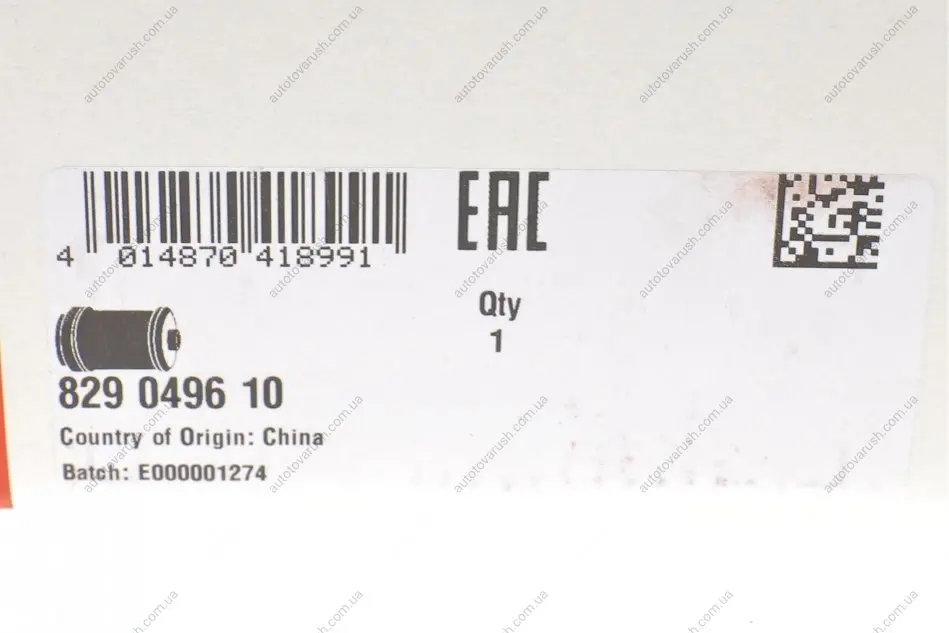 EAC
4 014870 418991
Qty
1
829 0496 10
Country of Origin: China
Batch: E000001274
autotovarush.com.ua